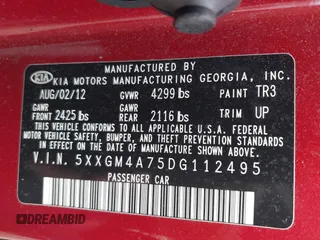 MANUFACTURED BY
KIA KIA MOTORS MANUFACTURING GEORGIA, INC.
AUG/02/12 GVWR 4299 lbs PAINT TR3
GAWR FRONT 2425 lbs GAWR REAR 2116 lbs TRIM UP
THIS VEHICLE CONFORMS TO ALL APPLICABLE
U.S.A. FEDERAL MOTOR VEHICLE SAFETY, BUMPER,
AND THEFT PREVENTION STANDARDS IN EFFECT ON
THE DATE OF MANUFACTURE SHOWN ABOVE.
V.I.N. 5XXGM4A75DG112495
PASSENGER CAR
DREAMBID